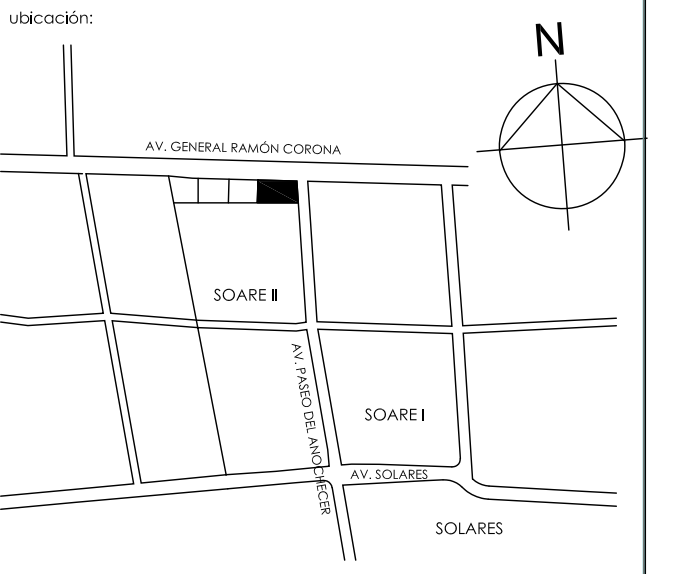 ubicación:
N
AV. GENERAL RAMÓN CORONA
SOARE II
AV. PASEO DEL ANOCHECER
SOARE I
AV. SOLARES
SOLARES